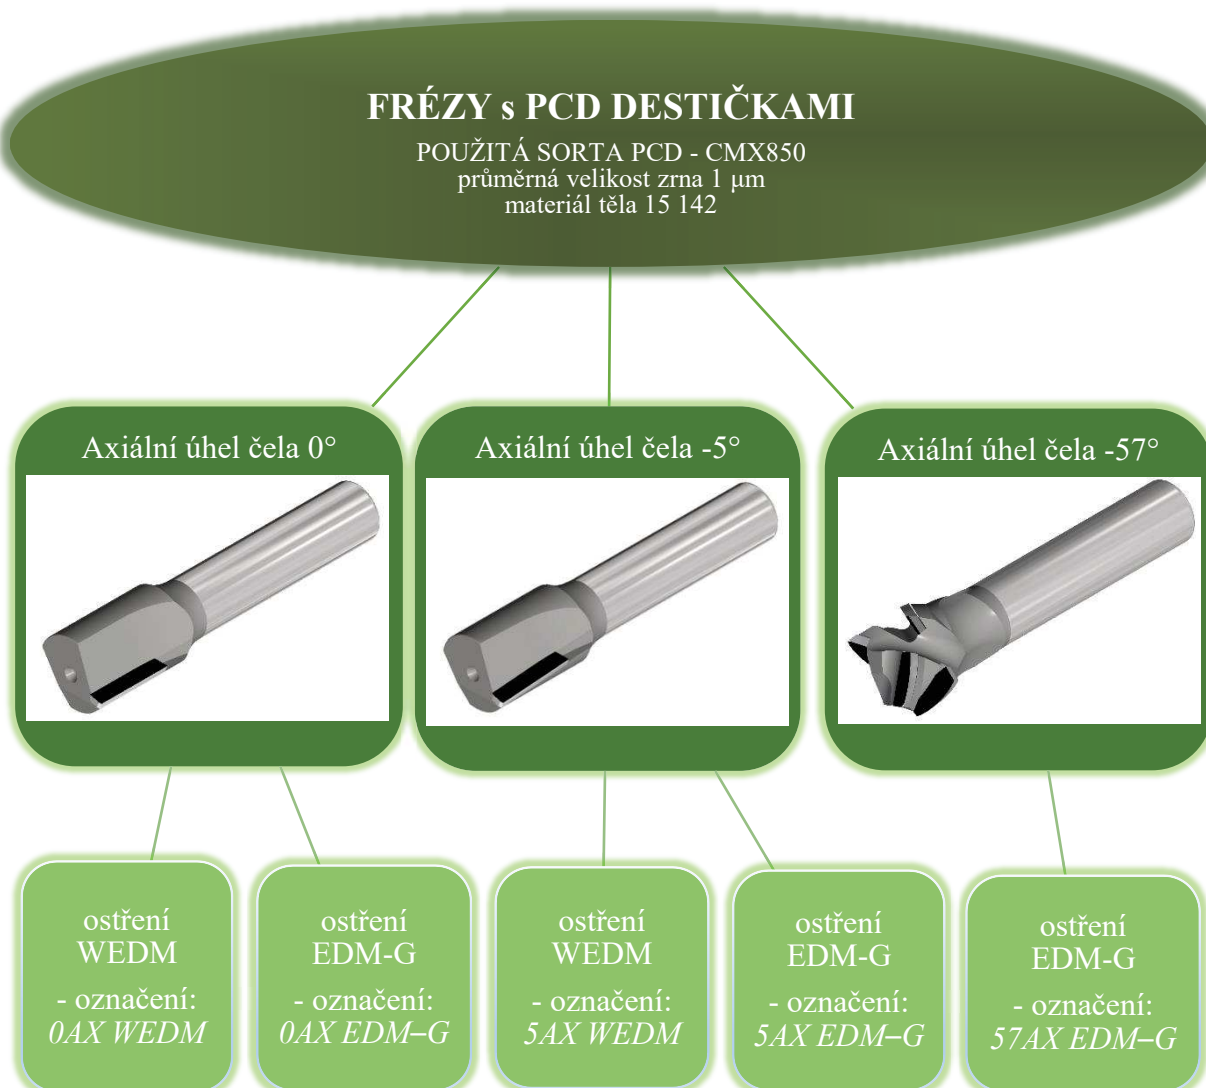 FRÉZY s PCD DESTIČKAMI
POUŽITÁ SORTA PCD - CMX850
průměrná velikost zrna 1 μm
materiál těla 15 142
Axiální úhel čela 0°
Axiální úhel čela -5°
Axiální úhel čela -57°
ostření
WEDM
- označení:
0AX WEDM
ostření
EDM-G
- označení:
0AX EDM–G
ostření
WEDM
- označení:
5AX WEDM
ostření
EDM-G
- označení:
5AX EDM–G
ostření
EDM-G
- označení:
57AX EDM–G